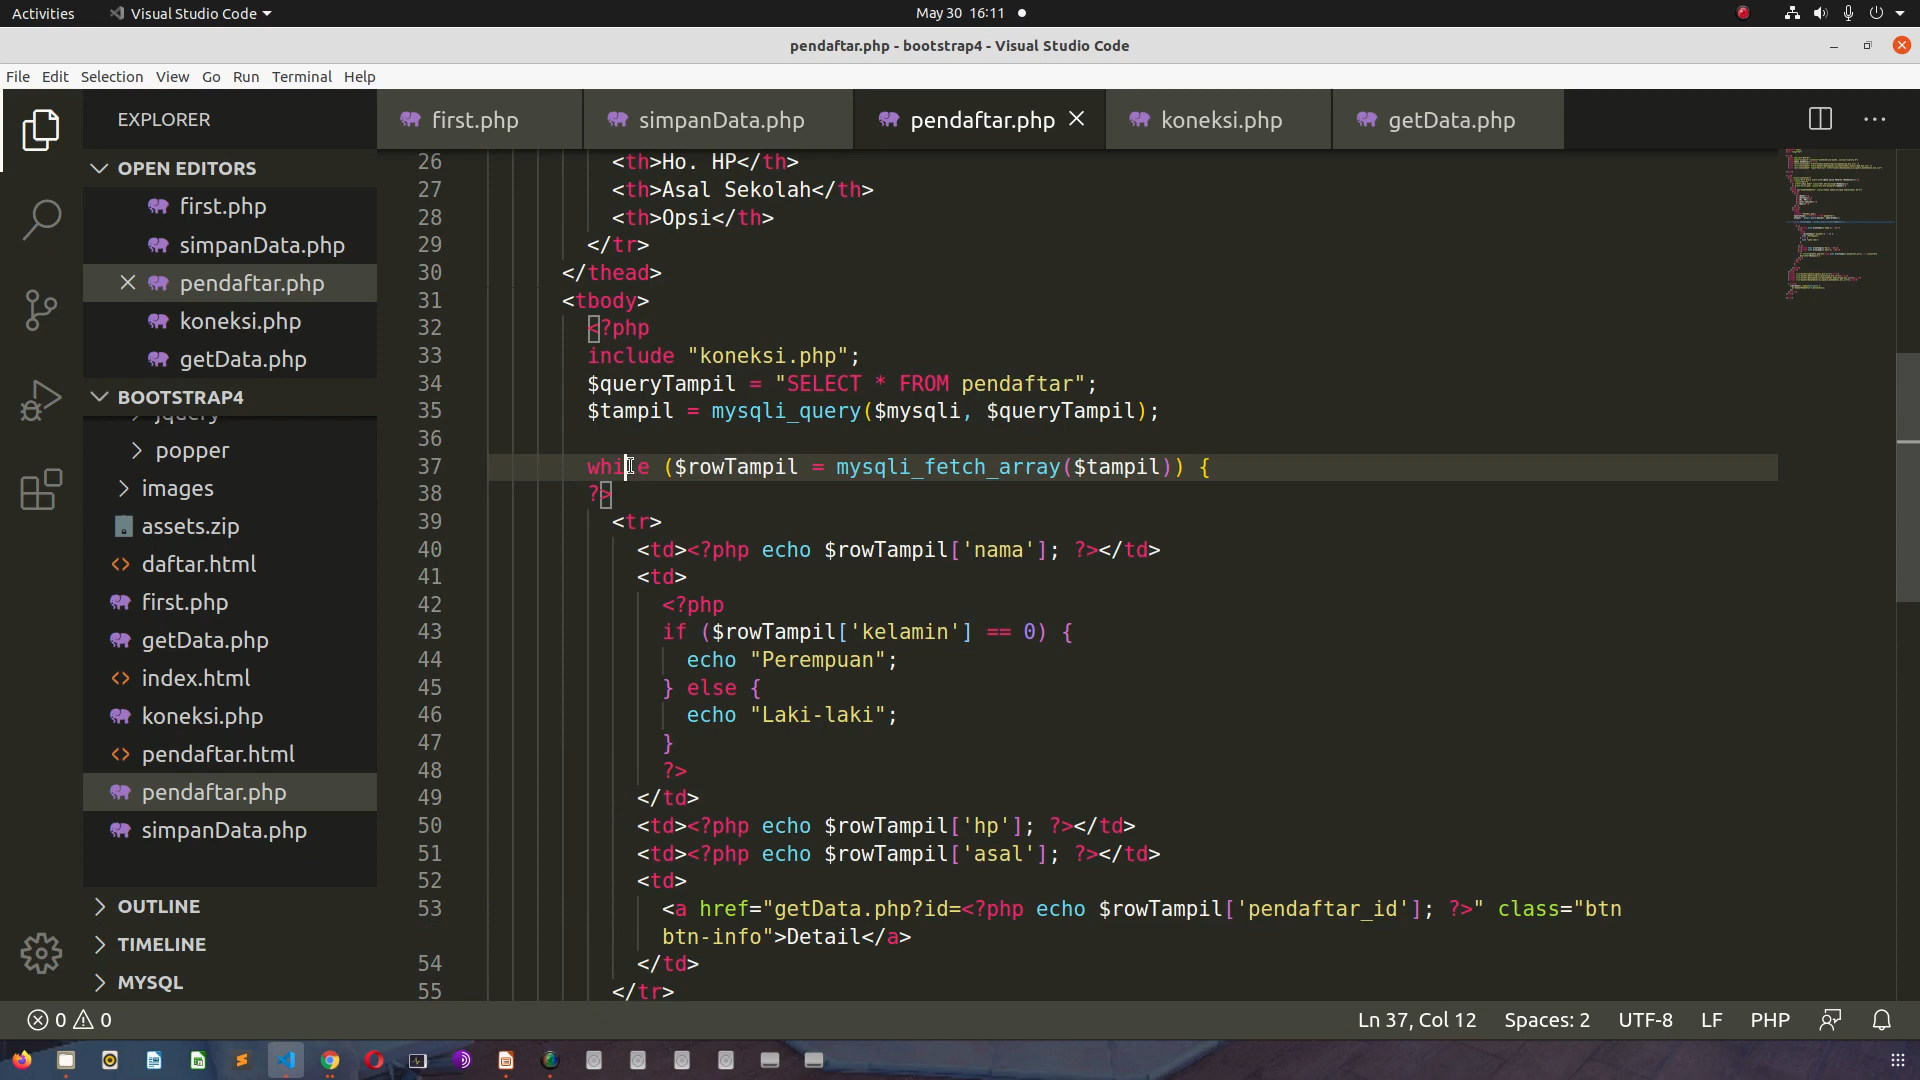 Activities
Visual Studio Code
May 30 16:11
pendaftar.php - bootstrap4 - Visual Studio Code
File Edit Selection View Go Run Terminal Help
EXPLORER
OPEN EDITORS
first.php
simpanData.php
pendaftar.php
koneksi.php
getData.php
BOOTSTRAP4
jquery
popper
images
assets.zip
daftar.html
first.php
getData.php
index.html
koneksi.php
pendaftar.html
pendaftar.php
simpanData.php
OUTLINE
TIMELINE
MYSQL
first.php simpanData.php pendaftar.php koneksi.php getData.php
26 <th>Ho. HP</th>
27 <th>Asal Sekolah</th>
28 <th>Opsi</th>
29 </tr>
30 </thead>
31 <tbody>
32 <?php
33 include "koneksi.php";
34 $queryTampil = "SELECT * FROM pendaftar";
35 $tampil = mysqli_query($mysqli, $queryTampil);
36
37 while ($rowTampil = mysqli_fetch_array($tampil)) {
38 ?>
39 <tr>
40 <td><?php echo $rowTampil['nama']; ?></td>
41 <td>
42 <?php
43 if ($rowTampil['kelamin'] == 0) {
44 echo "Perempuan";
45 } else {
46 echo "Laki-laki";
47 }
48 ?>
49 </td>
50 <td><?php echo $rowTampil['hp']; ?></td>
51 <td><?php echo $rowTampil['asal']; ?></td>
52 <td>
53 <a href="getData.php?id=<?php echo $rowTampil['pendaftar_id']; ?>" class="btn
btn-info">Detail</a>
54 </td>
55 </tr>
0 0
Ln 37, Col 12 Spaces: 2 UTF-8 LF PHP